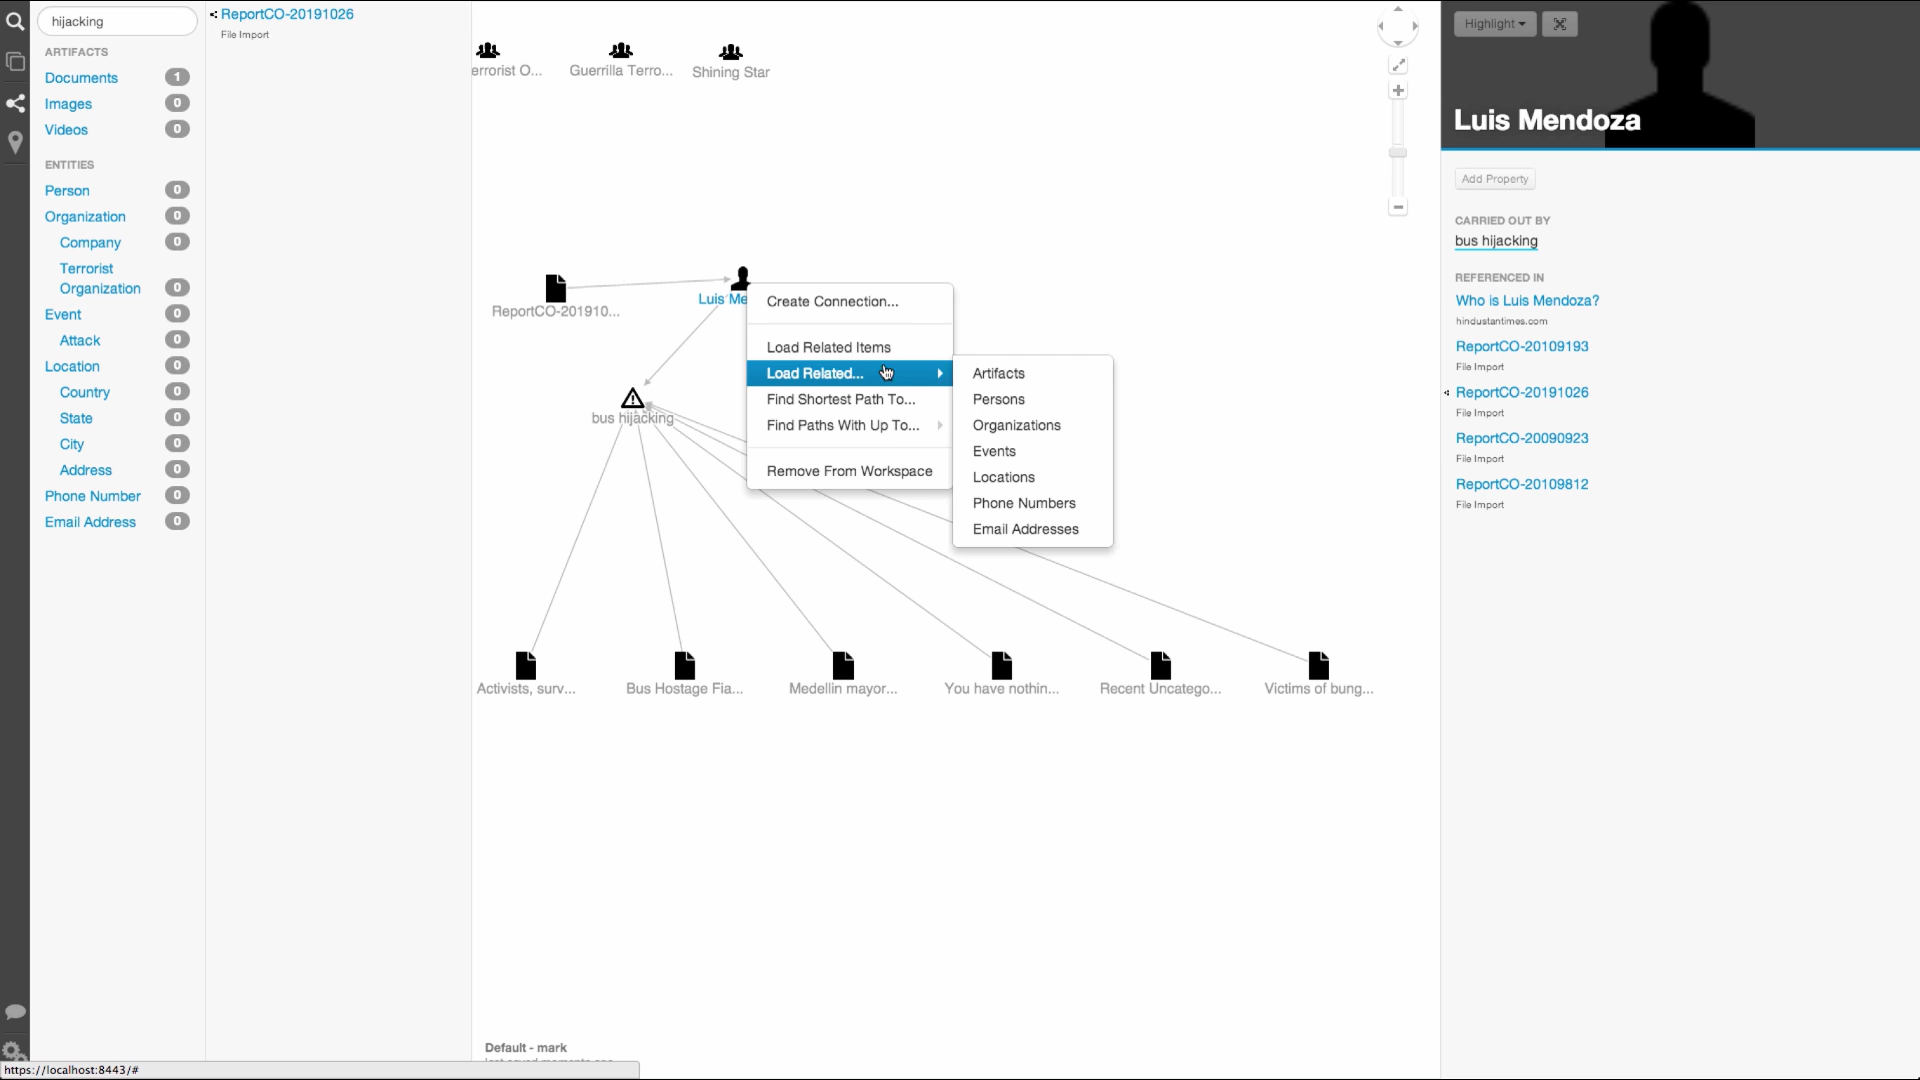 hijacking
ARTIFACTS
Documents 1
Images 0
Videos 0
ENTITIES
Person 0
Organization 0
Company 0
Terrorist
Organization 0
Event 0
Attack 0
Location 0
Country 0
State 0
City 0
Address 0
Phone Number 0
Email Address 0
ReportCO-20191026
File Import
errorist O...
Guerrilla Terro...
Shining Star
ReportCO-201910...
Luis Me
bus hijacking
Create Connection...
Load Related Items
Load Related...
Find Shortest Path To...
Find Paths With Up To...
Remove From Workspace
Artifacts
Persons
Organizations
Events
Locations
Phone Numbers
Email Addresses
Activists, surv...
Bus Hostage Fia...
Medellin mayor...
You have nothin...
Recent Uncatego...
Victims of bung...
Default - mark
https://localhost:8443/#
Highlight
Luis Mendoza
Add Property
CARRIED OUT BY
bus hijacking
REFERENCED IN
Who is Luis Mendoza?
hindustantimes.com
ReportCO-20109193
File Import
ReportCO-20191026
File Import
ReportCO-20090923
File Import
ReportCO-20109812
File Import